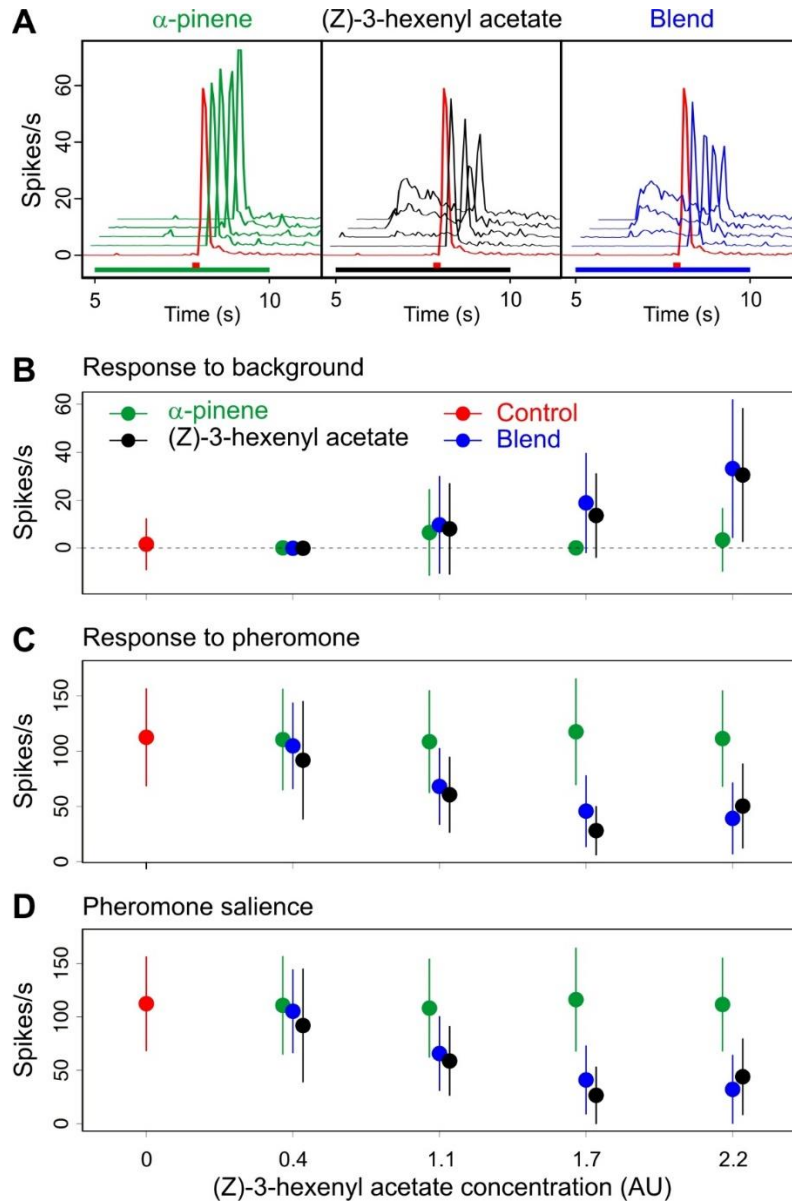 A
α-pinene
(Z)-3-hexenyl acetate
Blend
Spikes/s
60
40
20
0
5
10
5
10
5
10
Time (s)
Time (s)
Time (s)
B
Response to background
α-pinene
(Z)-3-hexenyl acetate
Control
Blend
Spikes/s
60
40
20
0
C
Response to pheromone
Spikes/s
150
100
50
0
D
Pheromone salience
Spikes/s
150
100
50
0
0
0.4
1.1
1.7
2.2
(Z)-3-hexenyl acetate concentration (AU)